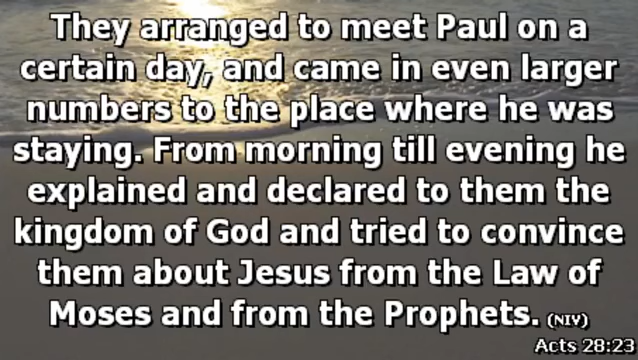 They arranged to meet Paul on a
certain day, and came in even larger
numbers to the place where he was
staying. From morning till evening he
explained and declared to them the
kingdom of God and tried to convince
them about Jesus from the Law of
Moses and from the Prophets. (NIV)
Acts 28:23